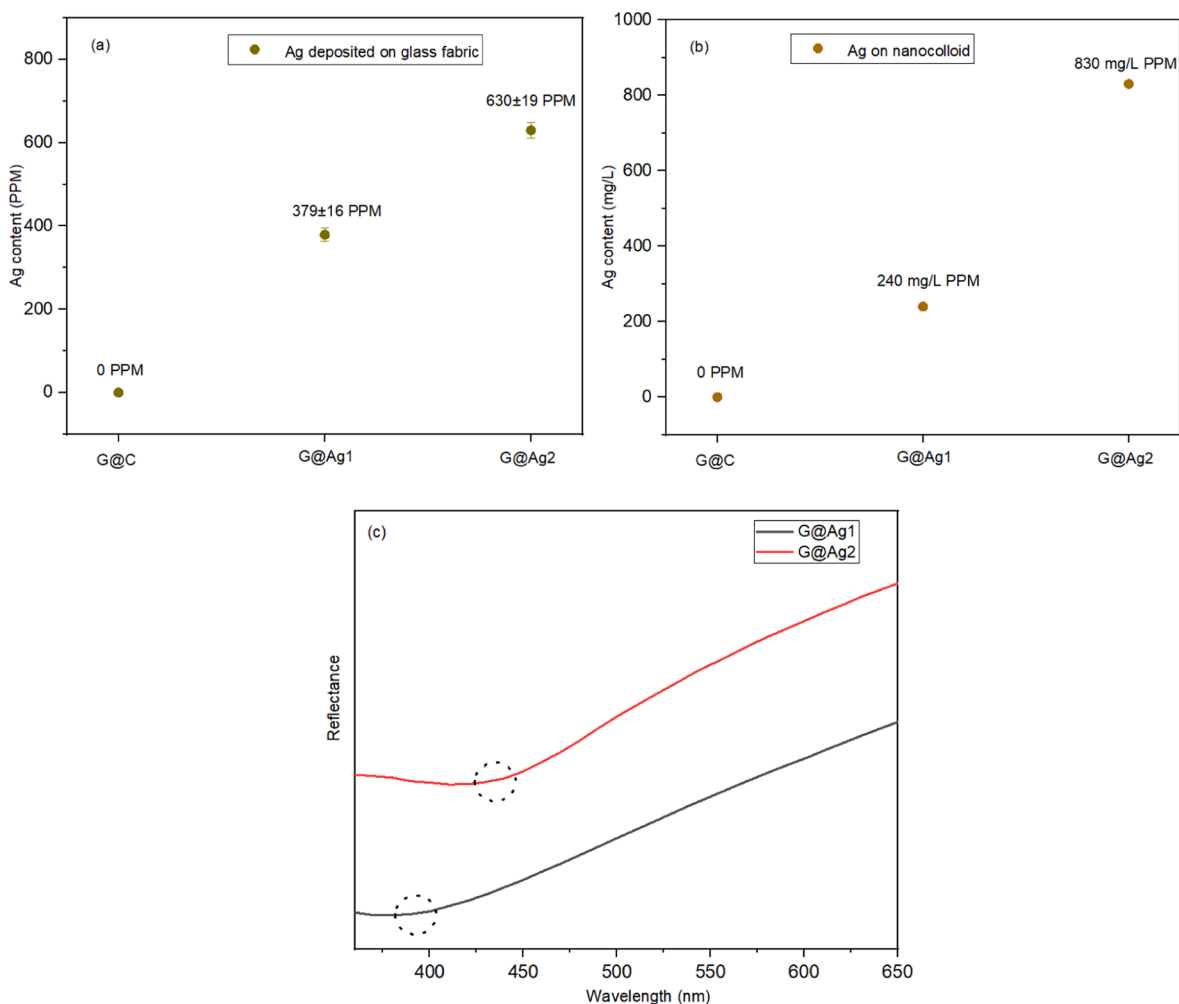 (a)
Ag deposited on glass fabric
800
600
400
200
0
Ag content (PPM)
630±19 PPM
379±16 PPM
0 PPM
G@C
G@Ag1
G@Ag2
(b)
Ag on nanocolloid
1000
800
600
400
200
0
Ag content (mg/L)
830 mg/L PPM
240 mg/L PPM
0 PPM
G@C
G@Ag1
G@Ag2
(c)
G@Ag1
G@Ag2
Reflectance
400
450
500
550
600
650
Wavelength (nm)